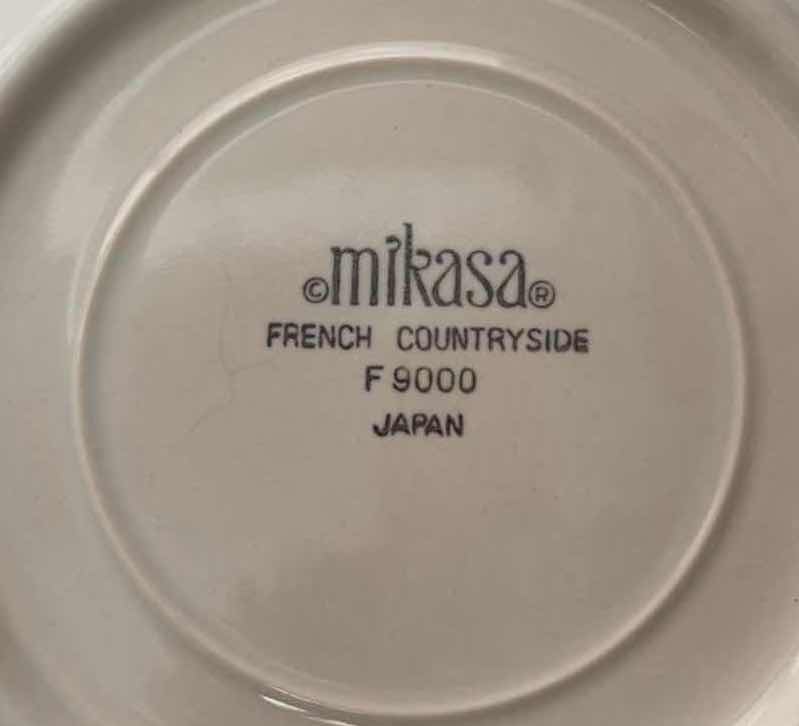 ©mikasa®
FRENCH COUNTRYSIDE
F 9000
JAPAN